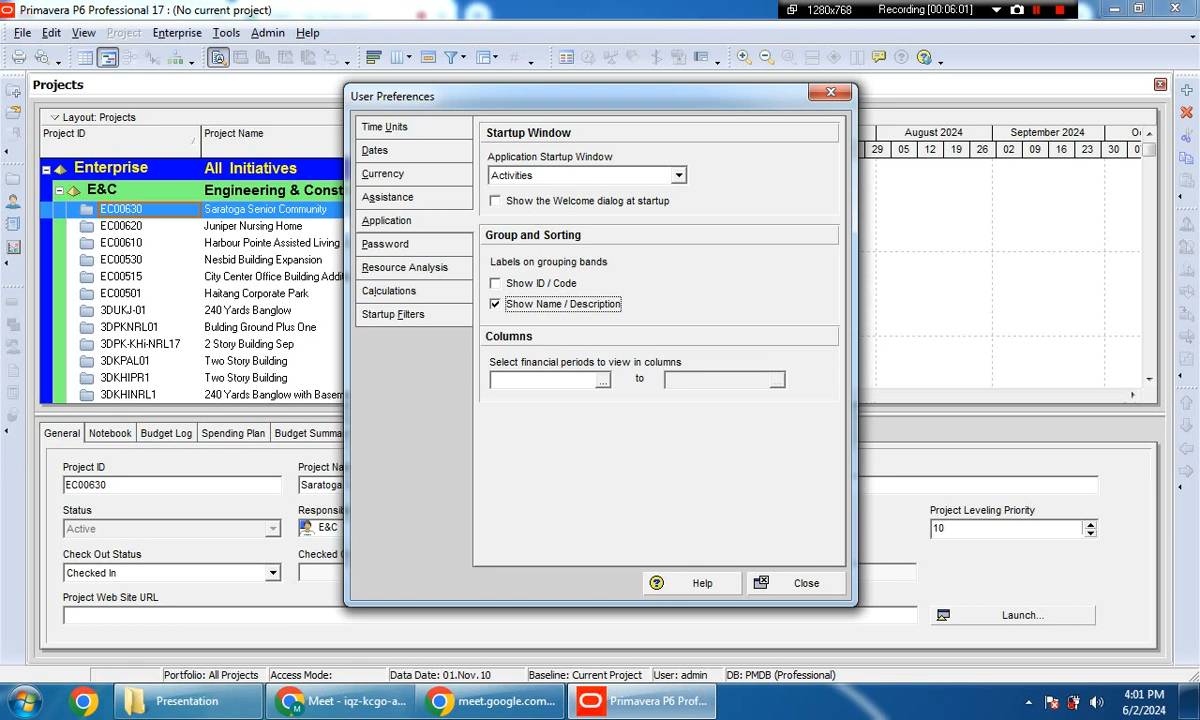 Primavera P6 Professional 17 : (No current project)
1280x768
Recording [00:06:01]
File Edit View Project Enterprise Tools Admin Help
Projects
Layout: Projects
Project ID
Project Name
August 2024
September 2024
29 05 12 19 26 02 09 16 23 30
Enterprise
All Initiatives
E&C
Engineering & Const
EC00630
Saratoga Senior Community
EC00620
Juniper Nursing Home
EC00610
Harbour Pointe Assisted Living
EC00530
Nesbid Building Expansion
EC00515
City Center Office Building Addi
EC00501
Haitang Corporate Park
3DUKJ-01
240 Yards Banglow
3DPKNRL01
Bulding Ground Plus One
3DPK-KHi-NRL17
2 Story Building Sep
3DKPAL01
Two Story Building
3DKHIPR1
Two Story Building
3DKHINRL1
240 Yards Banglow with Basem
User Preferences
Time Units
Dates
Currency
Assistance
Application
Password
Resource Analysis
Calculations
Startup Filters
Startup Window
Application Startup Window
Activities
Show the Welcome dialog at startup
Group and Sorting
Labels on grouping bands
Show ID / Code
Show Name / Description
Columns
Select financial periods to view in columns
...
to
...
Help
Close
General
Notebook
Budget Log
Spending Plan
Budget Summa
Project ID
Project Na
EC00630
Saratoga
Status
Responsib
Project Leveling Priority
Active
E&C
10
Check Out Status
Checked O
Checked In
Project Web Site URL
Launch...
Portfolio: All Projects
Access Mode:
Data Date: 01.Nov.10
Baseline: Current Project
User: admin
DB: PMDB (Professional)
Presentation
Meet - iqz-kcgo-a...
meet.google.com...
Primavera P6 Prof...
4:01 PM
6/2/2024